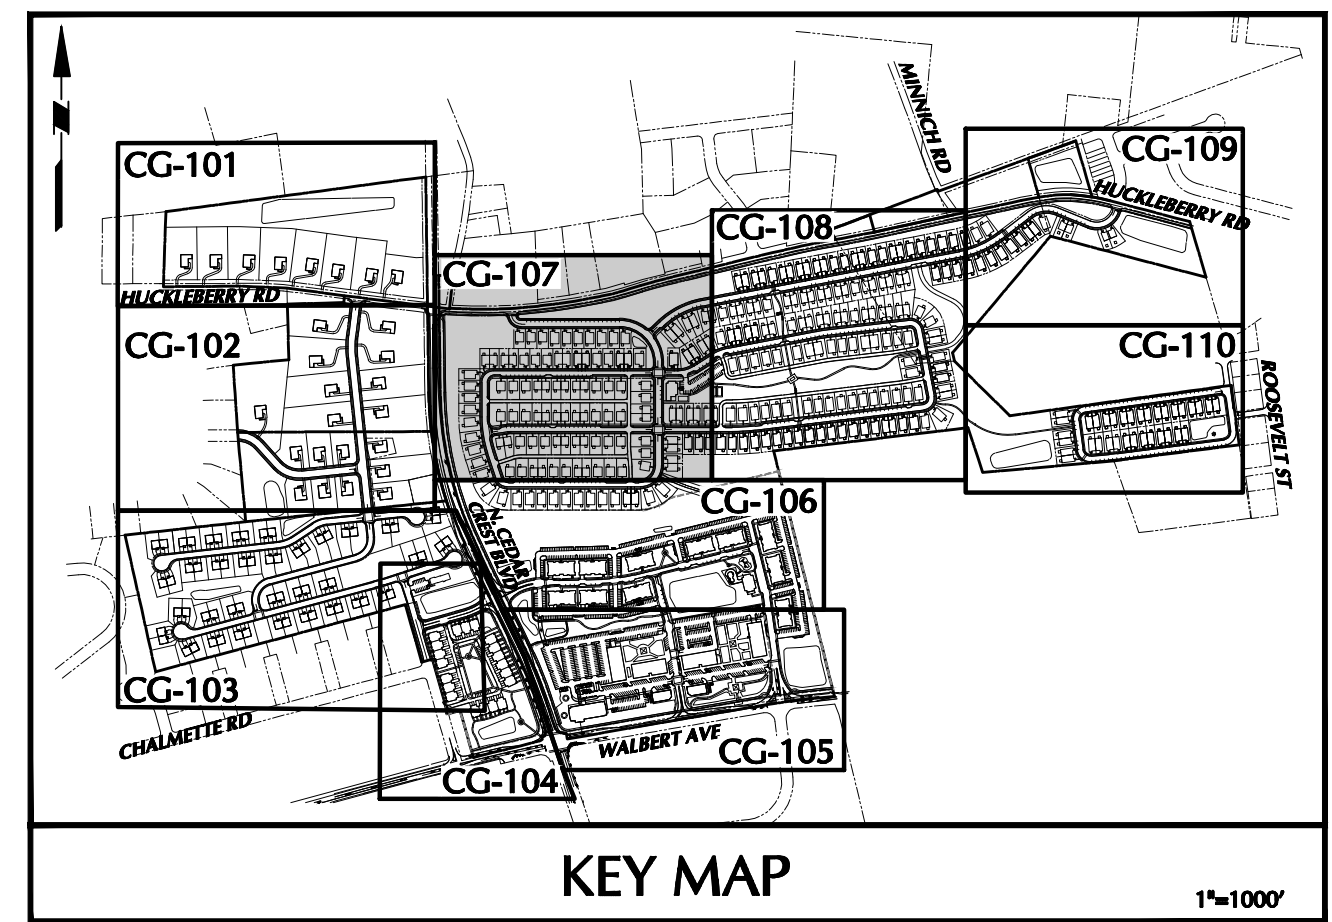 MINNICH RD
CG-101
CG-109
HUCKLEBERRY RD
CG-108
CG-107
HUCKLEBERRY RD
CG-102
CG-110
ROOSEVELT ST
CG-106
N. CEDAR
CREST BLVD
CG-103
CHALMETTE RD
WALBERT AVE
CG-105
CG-104
KEY MAP
1"=1000'